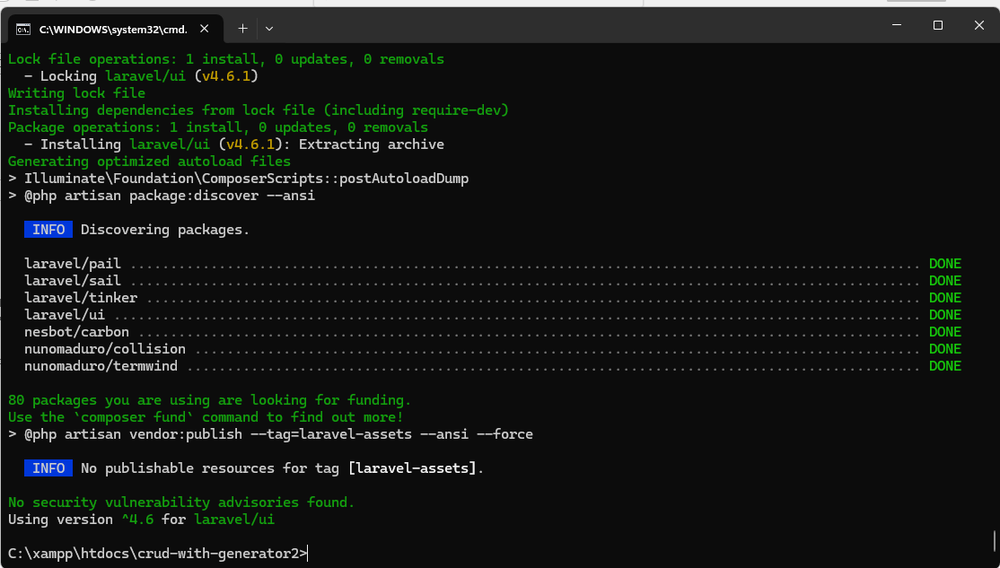 C:\WINDOWS\system32\cmd.
Lock file operations: 1 install, 0 updates, 0 removals
- Locking laravel/ui (v4.6.1)
Writing lock file
Installing dependencies from lock file (including require-dev)
Package operations: 1 install, 0 updates, 0 removals
- Installing laravel/ui (v4.6.1): Extracting archive
Generating optimized autoload files
> Illuminate\Foundation\ComposerScripts::postAutoloadDump
> @php artisan package:discover --ansi
INFO Discovering packages.
laravel/pail .................................................................................................. DONE
laravel/sail .................................................................................................. DONE
laravel/tinker ................................................................................................ DONE
laravel/ui .................................................................................................... DONE
nesbot/carbon ................................................................................................. DONE
nunomaduro/collision .......................................................................................... DONE
nunomaduro/termwind ........................................................................................... DONE
80 packages you are using are looking for funding.
Use the `composer fund` command to find out more!
> @php artisan vendor:publish --tag=laravel-assets --ansi --force
INFO No publishable resources for tag [laravel-assets].
No security vulnerability advisories found.
Using version ^4.6 for laravel/ui
C:\xampp\htdocs\crud-with-generator2>